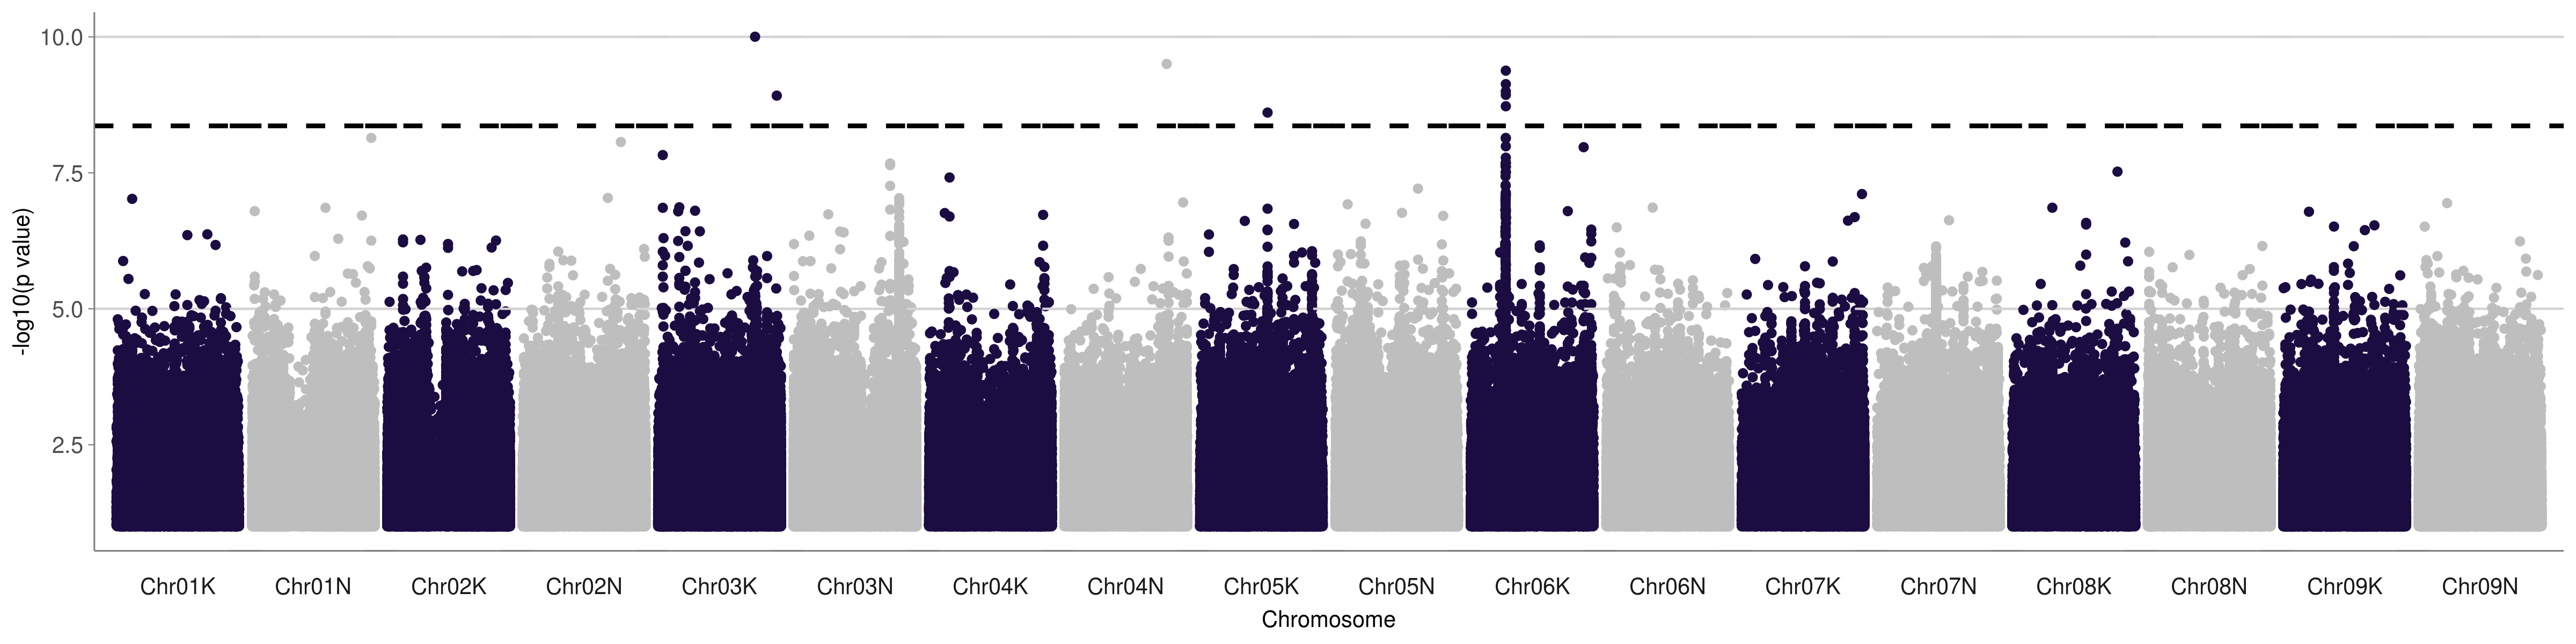 -log10(p value)
10.0
7.5
5.0
2.5
Chr01K Chr01N Chr02K Chr02N Chr03K Chr03N Chr04K Chr04N Chr05K Chr05N Chr06K Chr06N Chr07K Chr07N Chr08K Chr08N Chr09K Chr09N
Chromosome